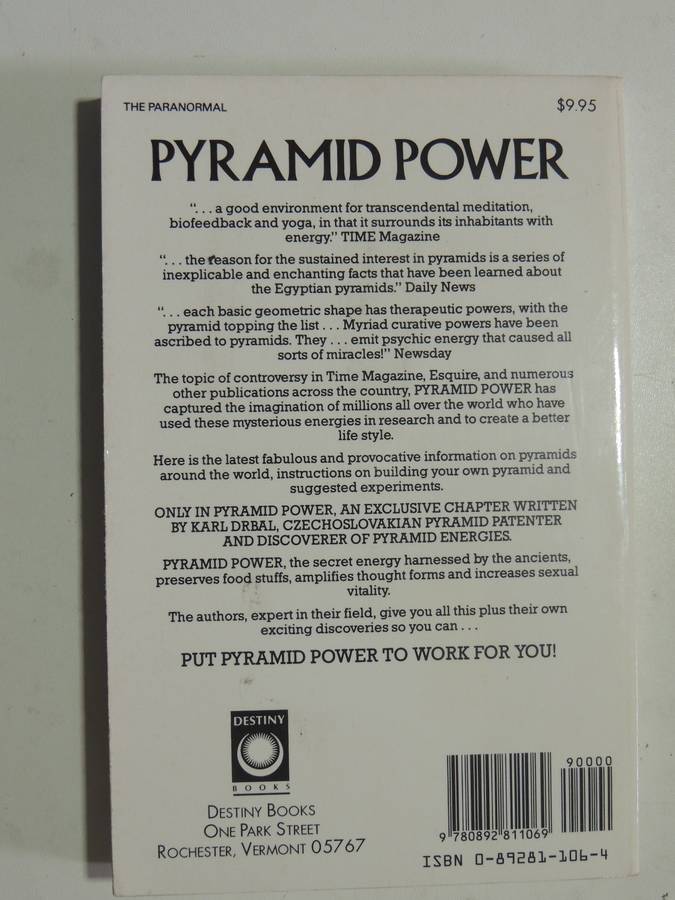 THE PARANORMAL
$9.95
PYRAMID POWER
“. . . a good environment for transcendental meditation,
biofeedback and yoga, in that it surrounds its inhabitants with
energy.” TIME Magazine
“. . . the reason for the sustained interest in pyramids is a series of
inexplicable and enchanting facts that have been learned about
the Egyptian pyramids.” Daily News
“. . . each basic geometric shape has therapeutic powers, with the
pyramid topping the list . . . Myriad curative powers have been
ascribed to pyramids. They . . . emit psychic energy that caused all
sorts of miracles!” Newsday
The topic of controversy in Time Magazine, Esquire, and numerous
other publications across the country, PYRAMID POWER has
captured the imagination of millions all over the world who have
used these mysterious energies in research and to create a better
life style.
Here is the latest fabulous and provocative information on pyramids
around the world, instructions on building your own pyramid and
suggested experiments.
ONLY IN PYRAMID POWER, AN EXCLUSIVE CHAPTER WRITTEN
BY KARL DRBAL, CZECHOSLOVAKIAN PYRAMID PATENTER
AND DISCOVERER OF PYRAMID ENERGIES.
PYRAMID POWER, the secret energy harnessed by the ancients,
preserves food stuffs, amplifies thought forms and increases sexual
vitality.
The authors, expert in their field, give you all this plus their own
exciting discoveries so you can . . .
PUT PYRAMID POWER TO WORK FOR YOU!
DESTINY
BOOKS
DESTINY BOOKS
ONE PARK STREET
ROCHESTER, VERMONT 05767
90000
9 780892 811069
ISBN 0-89281-106-4